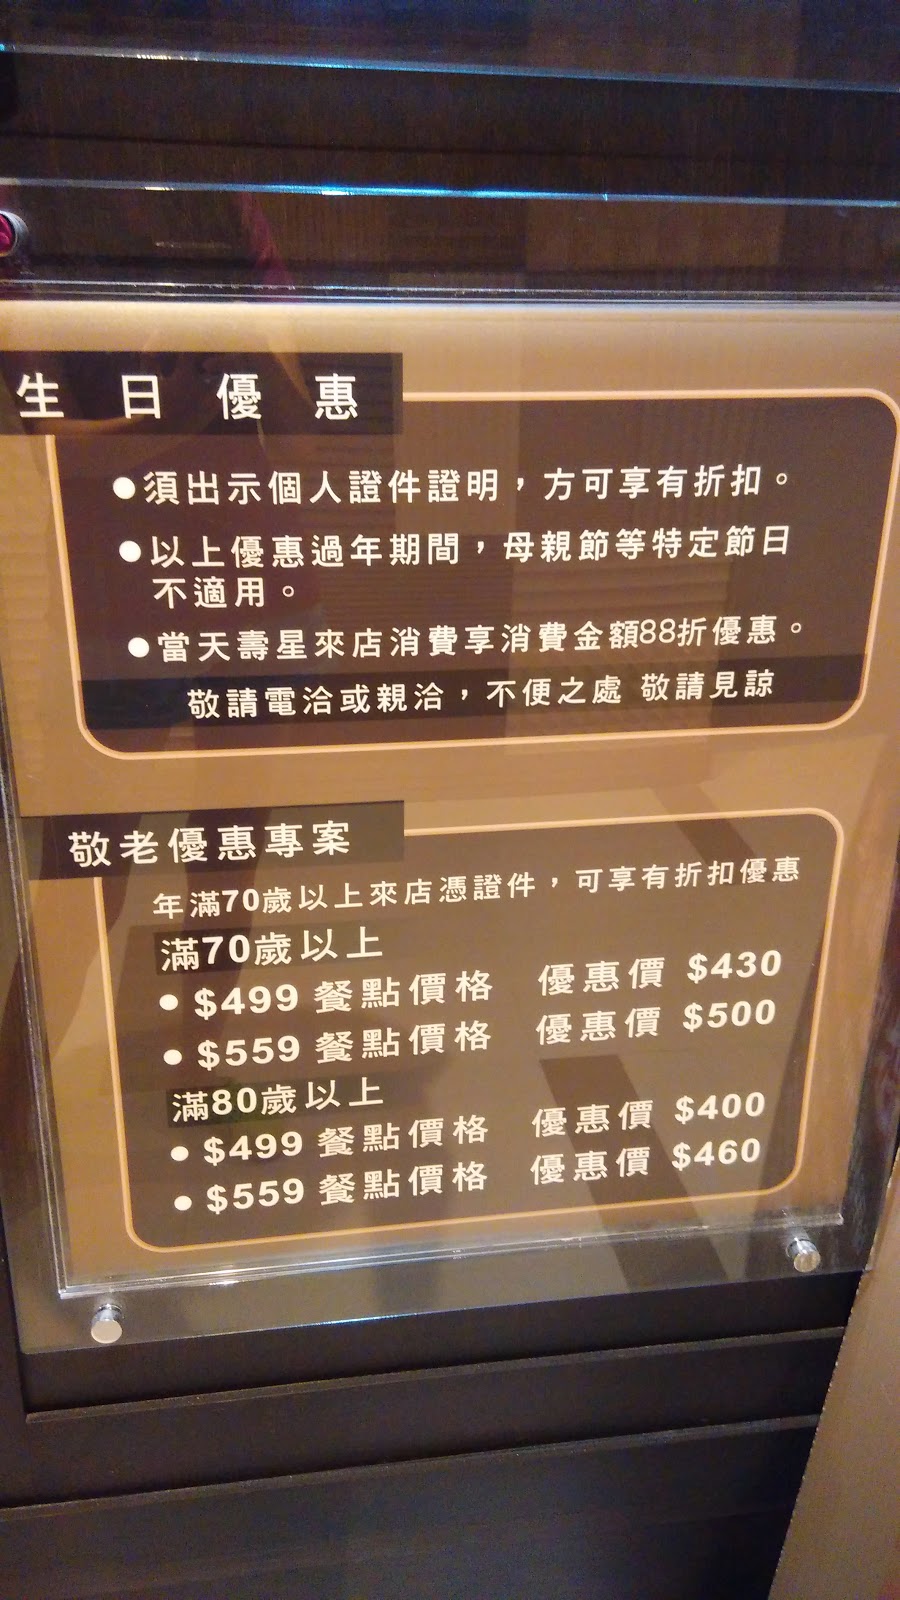 生日優惠
●須出示個人證件證明，方可享有折扣。
●以上優惠過年期間，母親節等特定節日
不適用。
●當天壽星來店消費享消費金額88折優惠。
敬請電洽或親洽，不便之處 敬請見諒
敬老優惠專案
年滿70歲以上來店憑證件，可享有折扣優惠
滿70歲以上
●$499 餐點價格 優惠價 $430
●$559 餐點價格 優惠價 $500
滿80歲以上
●$499 餐點價格 優惠價 $400
●$559 餐點價格 優惠價 $460